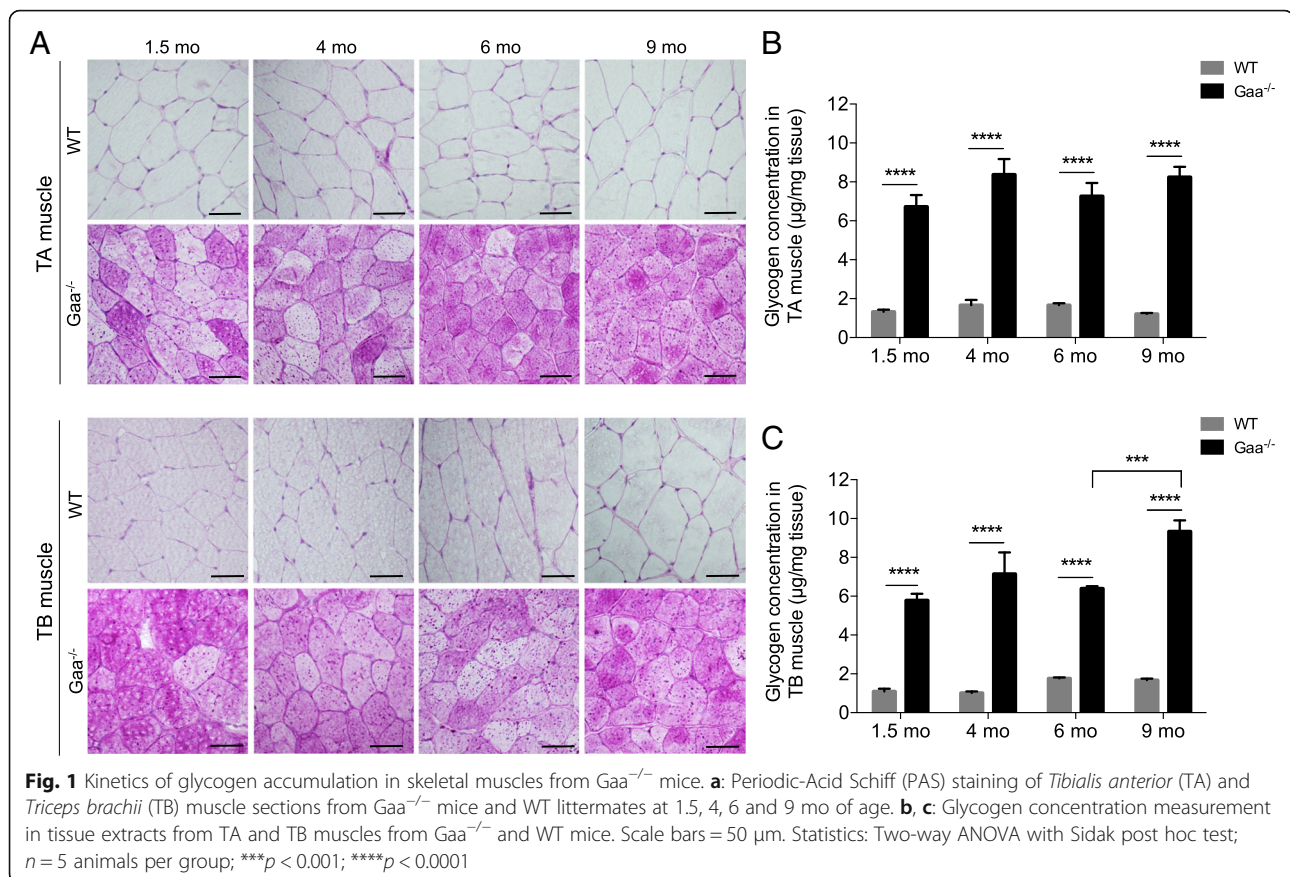 A
1.5 mo 4 mo 6 mo 9 mo
TA muscle
WT
Gaa-/-
TB muscle
WT
Gaa-/-
B
WT
Gaa-/-
Glycogen concentration in
TA muscle (µg/mg tissue)
12
10
8
6
4
2
0
**** **** **** ****
1.5 mo 4 mo 6 mo 9 mo
C
WT
Gaa-/-
Glycogen concentration in
TB muscle (µg/mg tissue)
12
10
8
6
4
2
0
***
**** **** **** ****
1.5 mo 4 mo 6 mo 9 mo
Fig. 1 Kinetics of glycogen accumulation in skeletal muscles from Gaa−/− mice. a: Periodic-Acid Schiff (PAS) staining of Tibialis anterior (TA) and
Triceps brachii (TB) muscle sections from Gaa−/− mice and WT littermates at 1.5, 4, 6 and 9 mo of age. b, c: Glycogen concentration measurement
in tissue extracts from TA and TB muscles from Gaa−/− and WT mice. Scale bars = 50 μm. Statistics: Two-way ANOVA with Sidak post hoc test;
n = 5 animals per group; ***p < 0.001; ****p < 0.0001